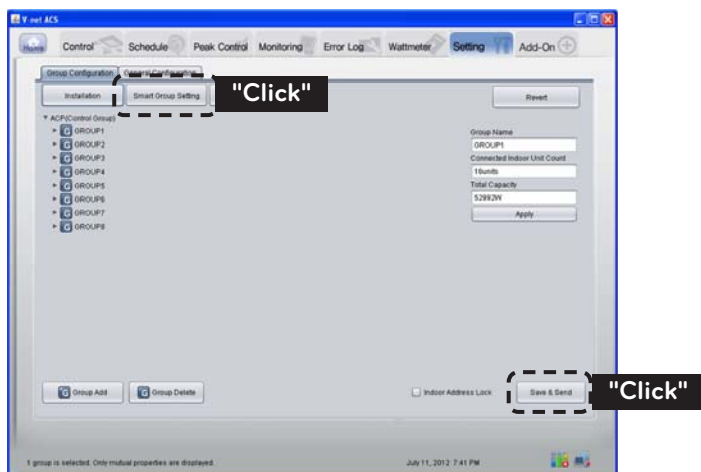 V-net ACS
Home Control Schedule Peak Control Monitoring Error Log Wattmeter Setting Add-On
Group Configuration General Configuration
Installation Smart Group Setting "Click" Revert
ACP(Control Group)
G GROUP1
G GROUP2
G GROUP3
G GROUP4
G GROUP5
G GROUP6
G GROUP7
G GROUP8
Group Name
GROUP1
Connected Indoor Unit Count
16units
Total Capacity
52992W
Apply
G Group Add G Group Delete Indoor Address Lock Save & Send "Click"
1 group is selected. Only mutual properties are displayed. July 11, 2012 7:41 PM